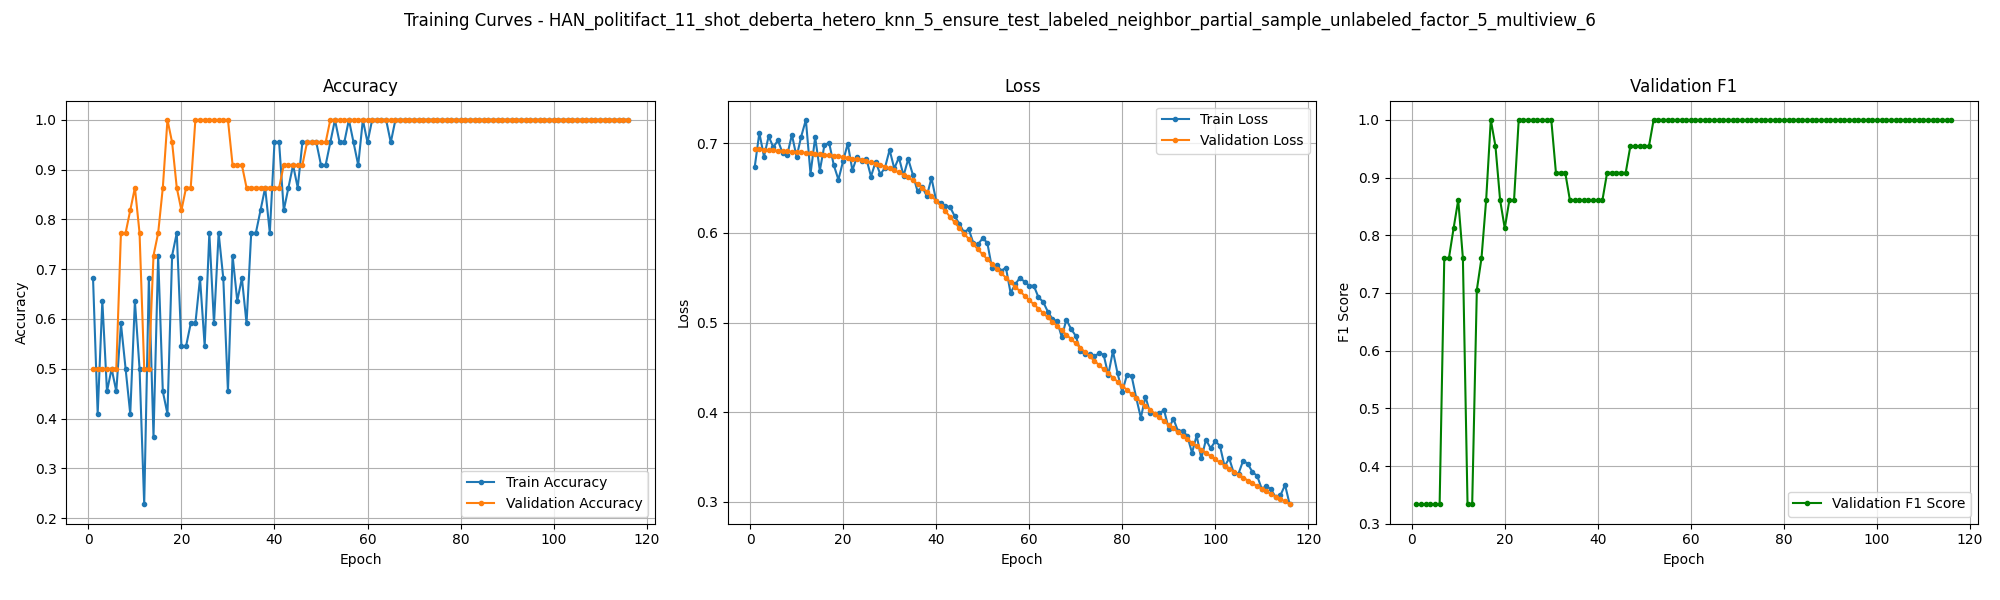 Training Curves - HAN_politifact_11_shot_deberta_hetero_knn_5_ensure_test_labeled_neighbor_partial_sample_unlabeled_factor_5_multiview_6
Accuracy
1.0
0.9
0.8
0.7
0.6
0.5
0.4
0.3
0.2
Accuracy
0 20 40 60 80 100 120
Epoch
Train Accuracy
Validation Accuracy
Loss
0.7
0.6
0.5
0.4
0.3
Loss
0 20 40 60 80 100 120
Epoch
Train Loss
Validation Loss
Validation F1
1.0
0.9
0.8
0.7
0.6
0.5
0.4
0.3
F1 Score
0 20 40 60 80 100 120
Epoch
Validation F1 Score